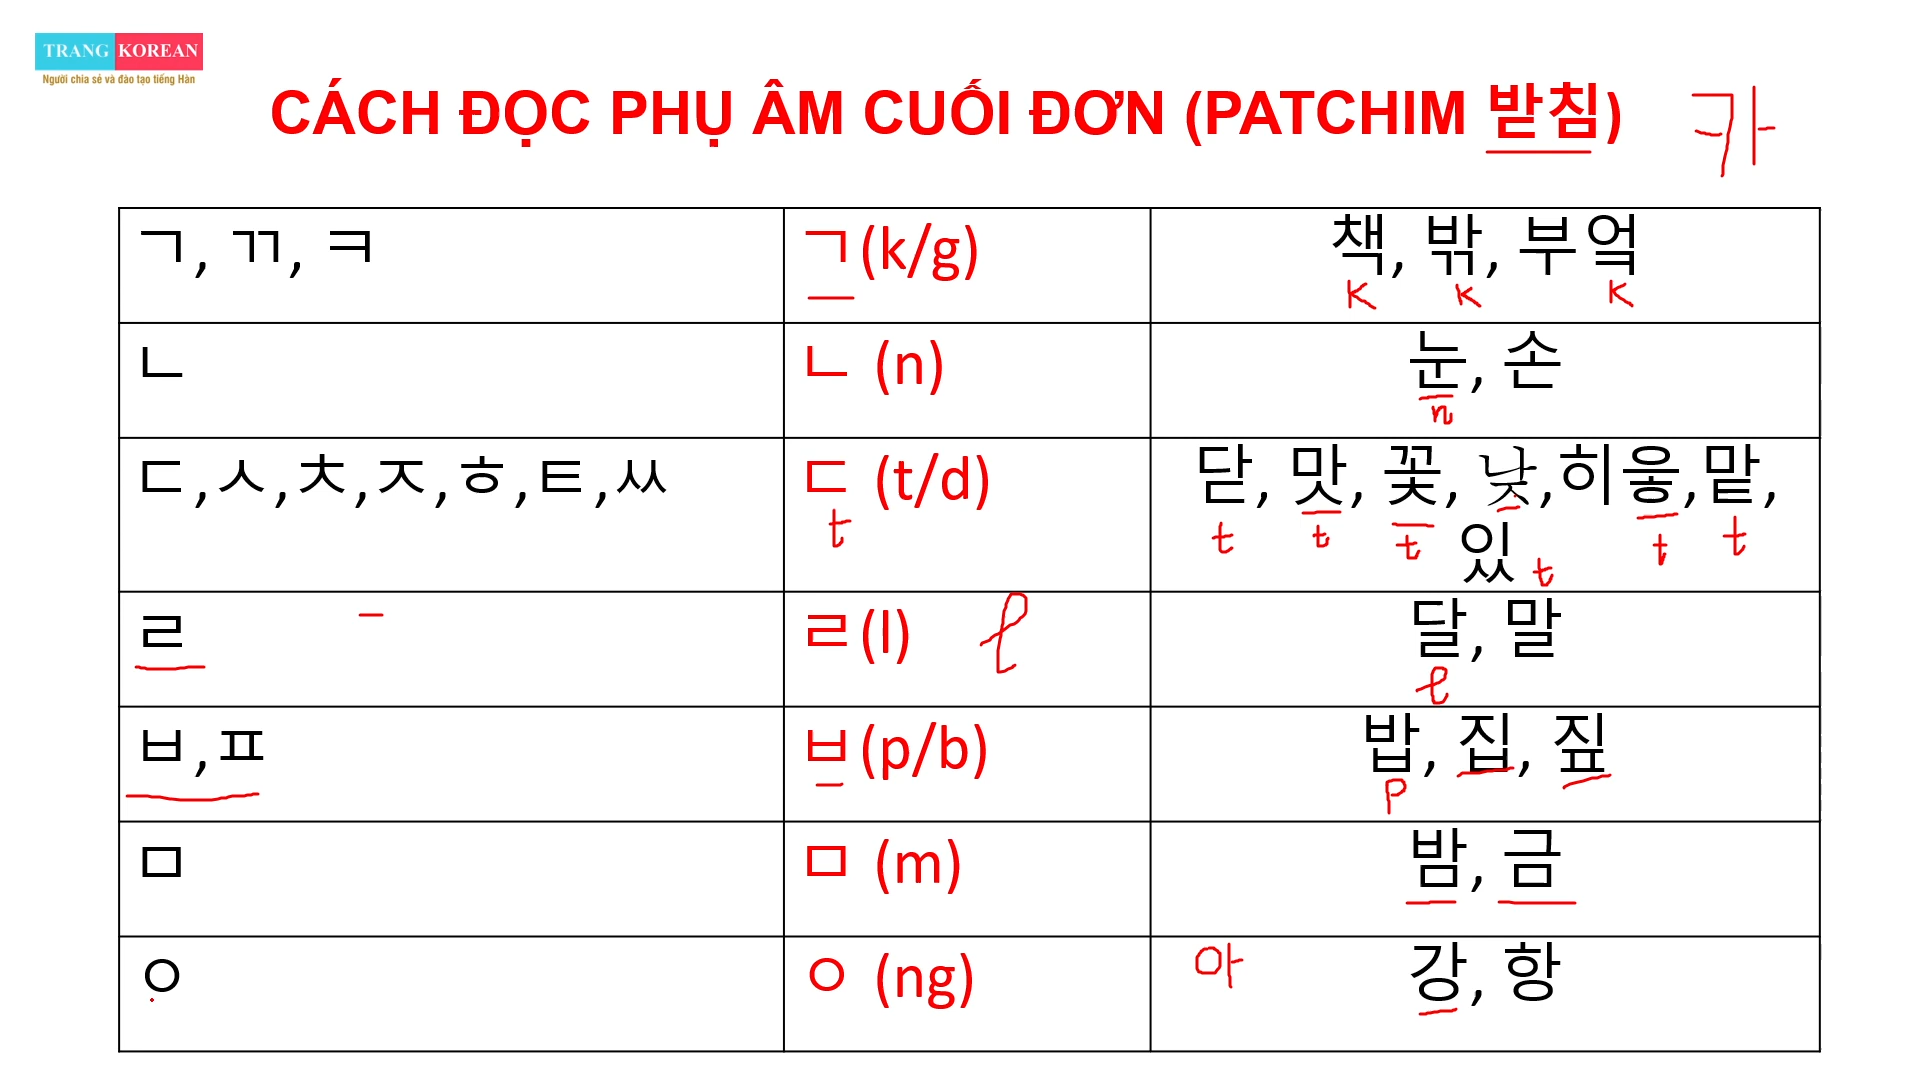 TRANG KOREAN
Người chia sẻ và đào tạo tiếng Hàn
CÁCH ĐỌC PHỤ ÂM CUỐI ĐƠN (PATCHIM 받침)
카
ㄱ, ㄲ, ㅋ
ㄱ(k/g)
책, 밖, 부엌
K K K
ㄴ
ㄴ (n)
눈, 손
n
ㄷ,ㅅ,ㅊ,ㅈ,ㅎ,ㅌ,ㅆ
ㄷ (t/d)
t
닫, 맛, 꽃, 낮,히읗,맡,
t t t t t
있
t
ㄹ
ㄹ(l)
l
달, 말
l
ㅂ,ㅍ
ㅂ(p/b)
밥, 집, 짚
p
ㅁ
ㅁ (m)
밤, 금
ㅇ
ㅇ (ng)
아
강, 항